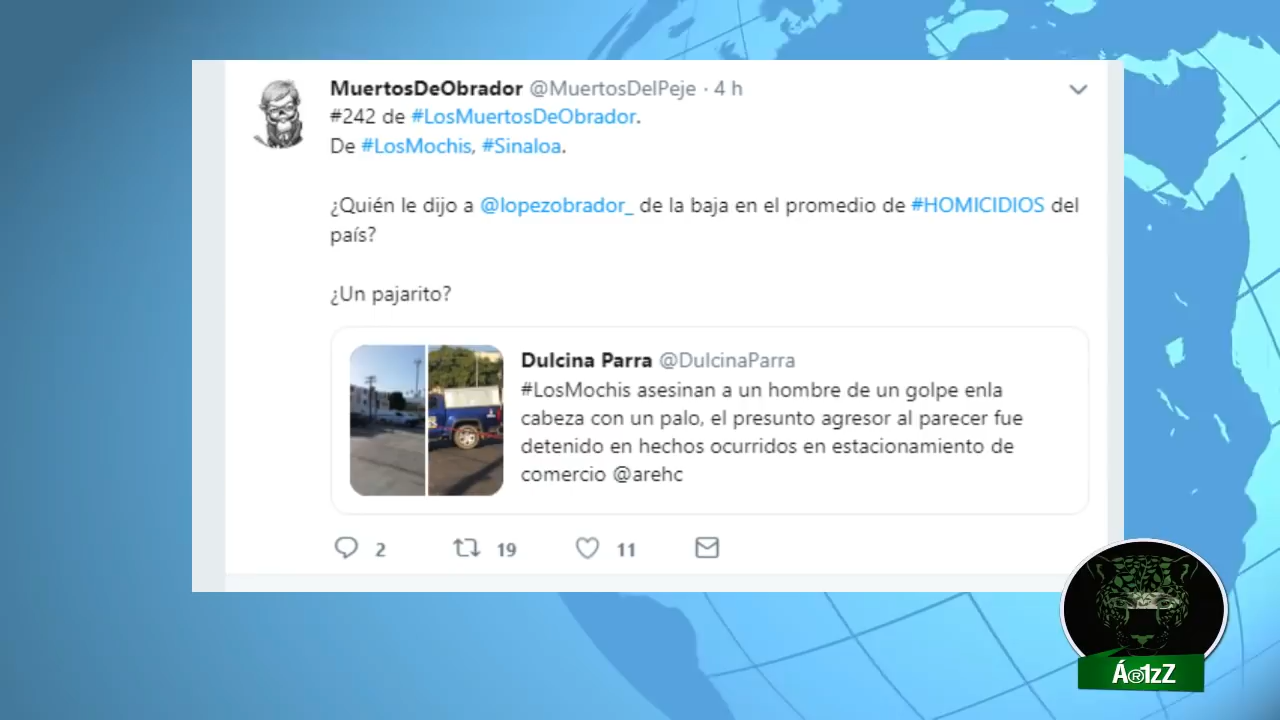 MuertosDeObrador @MuertosDelPeje · 4 h
#242 de #LosMuertosDeObrador.
De #LosMochis, #Sinaloa.
¿Quién le dijo a @lopezobrador_ de la baja en el promedio de #HOMICIDIOS del
país?
¿Un pajarito?
Dulcina Parra @DulcinaParra
#LosMochis asesinan a un hombre de un golpe enla
cabeza con un palo, el presunto agresor al parecer fue
detenido en hechos ocurridos en estacionamiento de
comercio @arehc
2 19 11
Á®1zZ